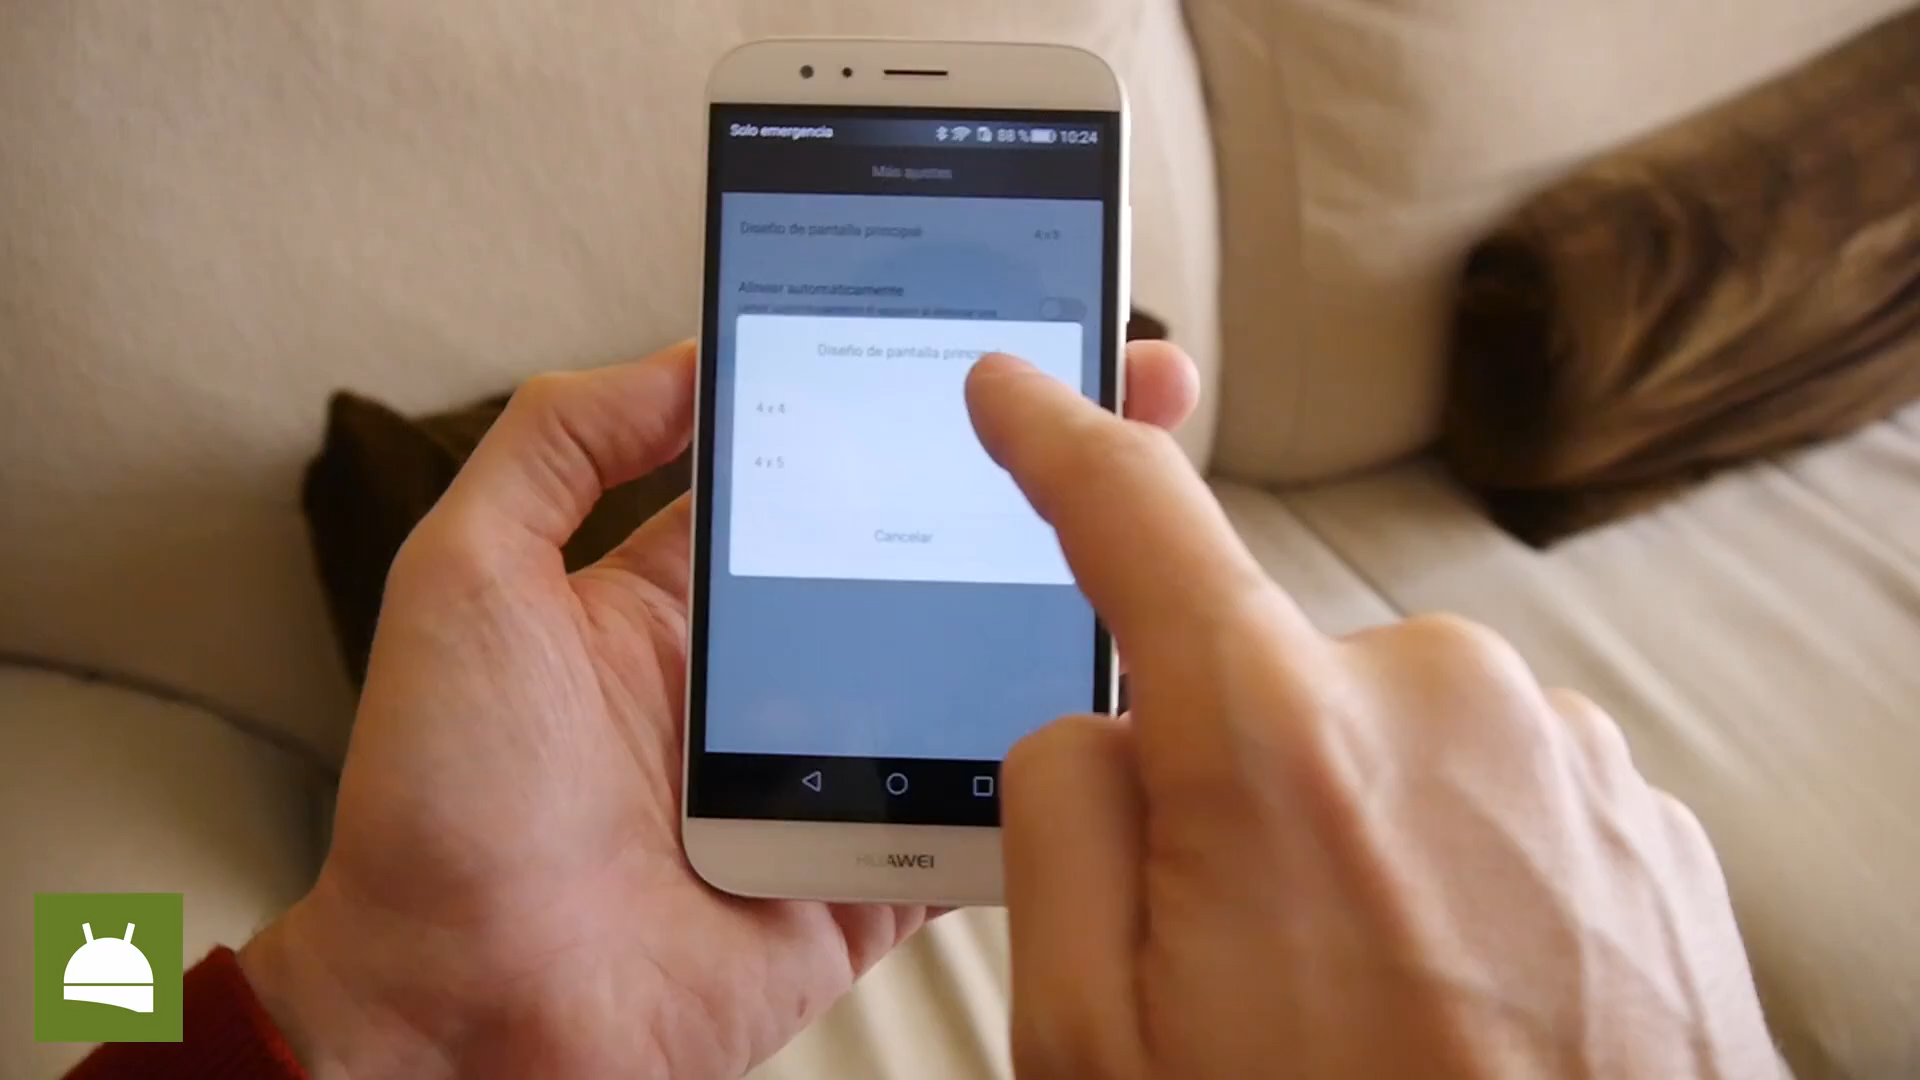 Solo emergencia
88 % 10:24
Más ajustes
Diseño de pantalla principal
4 x 5
Alinear automáticamente
Diseño de pantalla princ
4 x 4
4 x 5
Cancelar
HUAWEI